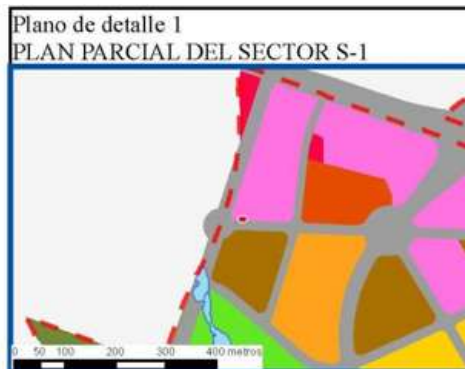 Plano de detalle 1
PLAN PARCIAL DEL SECTOR S-1
0 50 100 200 300 400 metros